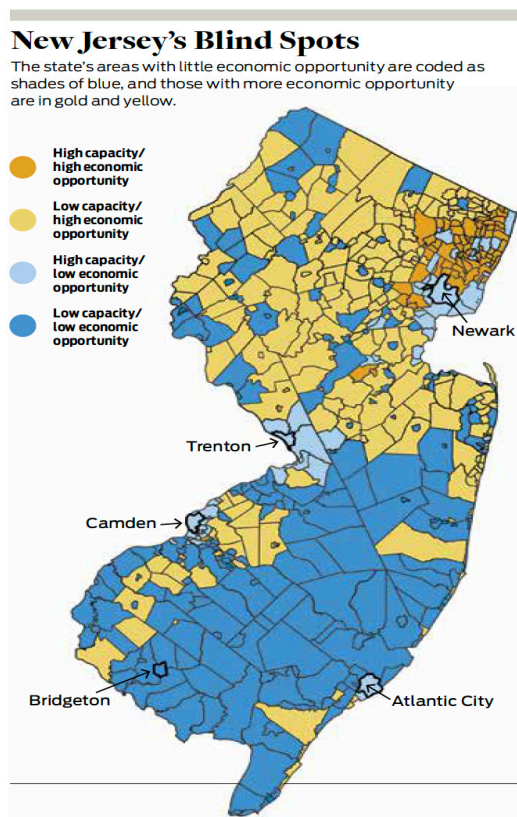 New Jersey's Blind Spots
The state's areas with little economic opportunity are coded as
shades of blue, and those with more economic opportunity
are in gold and yellow.
High capacity/
high economic
opportunity
Low capacity/
high economic
opportunity
High capacity/
low economic
opportunity
Low capacity/
low economic
opportunity
Newark
Trenton
Camden
Bridgeton
Atlantic City